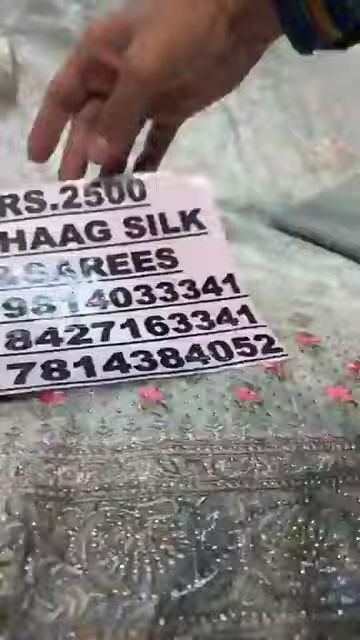 RS.2500
HAAG SILK
&SAREES
9814033341
8427163341
7814384052